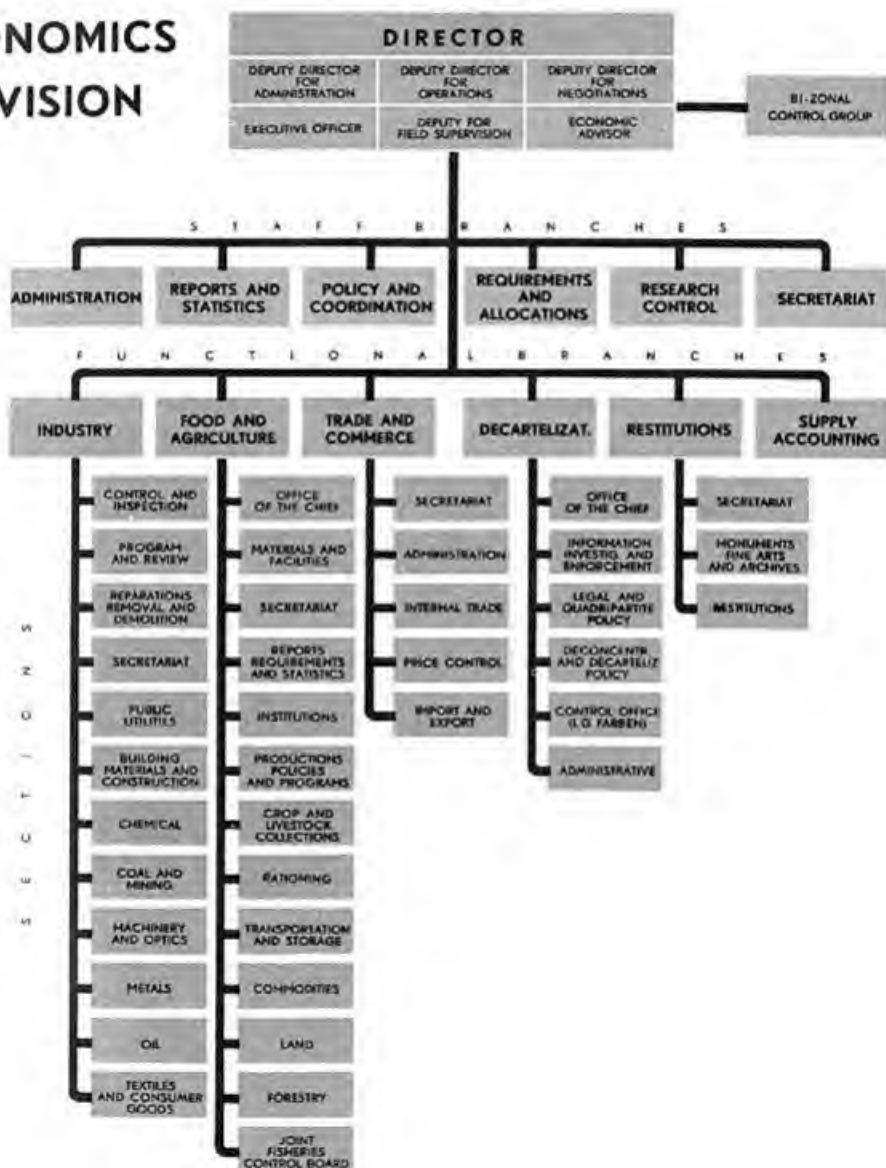 ONOMICS
VISION
DIRECTOR
DEPUTY DIRECTOR
FOR
ADMINISTRATION
DEPUTY DIRECTOR
FOR
OPERATIONS
DEPUTY DIRECTOR
FOR
NEGOTIATIONS
EXECUTIVE OFFICER
DEPUTY FOR
FIELD SUPERVISION
ECONOMIC
ADVISOR
BI-ZONAL
CONTROL GROUP
STAFF BRANCHES
ADMINISTRATION
REPORTS AND
STATISTICS
POLICY AND
COORDINATION
REQUIREMENTS
AND
ALLOCATIONS
RESEARCH
CONTROL
SECRETARIAT
FUNCTIONAL BRANCHES
INDUSTRY
FOOD AND
AGRICULTURE
TRADE AND
COMMERCE
DECARTELIZAT.
RESTITUTIONS
SUPPLY
ACCOUNTING
SECTIONS
CONTROL AND
INSPECTION
PROGRAM
AND REVIEW
REPARATIONS
REMOVAL AND
DEMOLITION
SECRETARIAT
PUBLIC
UTILITIES
BUILDING
MATERIALS AND
CONSTRUCTION
CHEMICAL
COAL AND
MINING
MACHINERY
AND OPTICS
METALS
OIL
TEXTILES
AND CONSUMER
GOODS
OFFICE
OF THE CHIEF
MATERIALS AND
FACILITIES
SECRETARIAT
REPORTS
REQUIREMENTS
AND STATISTICS
INSTITUTIONS
PRODUCTIONS
POLICIES
AND PROGRAMS
CROP AND
LIVESTOCK
COLLECTIONS
RATIONING
TRANSPORTATION
AND STORAGE
COMMODITIES
LAND
FORESTRY
JOINT
FISHERIES
CONTROL BOARD
SECRETARIAT
ADMINISTRATION
INTERNAL TRADE
PRICE CONTROL
IMPORT AND
EXPORT
OFFICE
OF THE CHIEF
INFORMATION
INVESTIG. AND
ENFORCEMENT
LEGAL AND
QUADRIPARTITE
POLICY
DECONCENTR
AND DECARTELIZ
POLICY
CONTROL OFFICE
(I.G. FARBEN)
ADMINISTRATIVE
SECRETARIAT
MONUMENTS
FINE ARTS
AND ARCHIVES